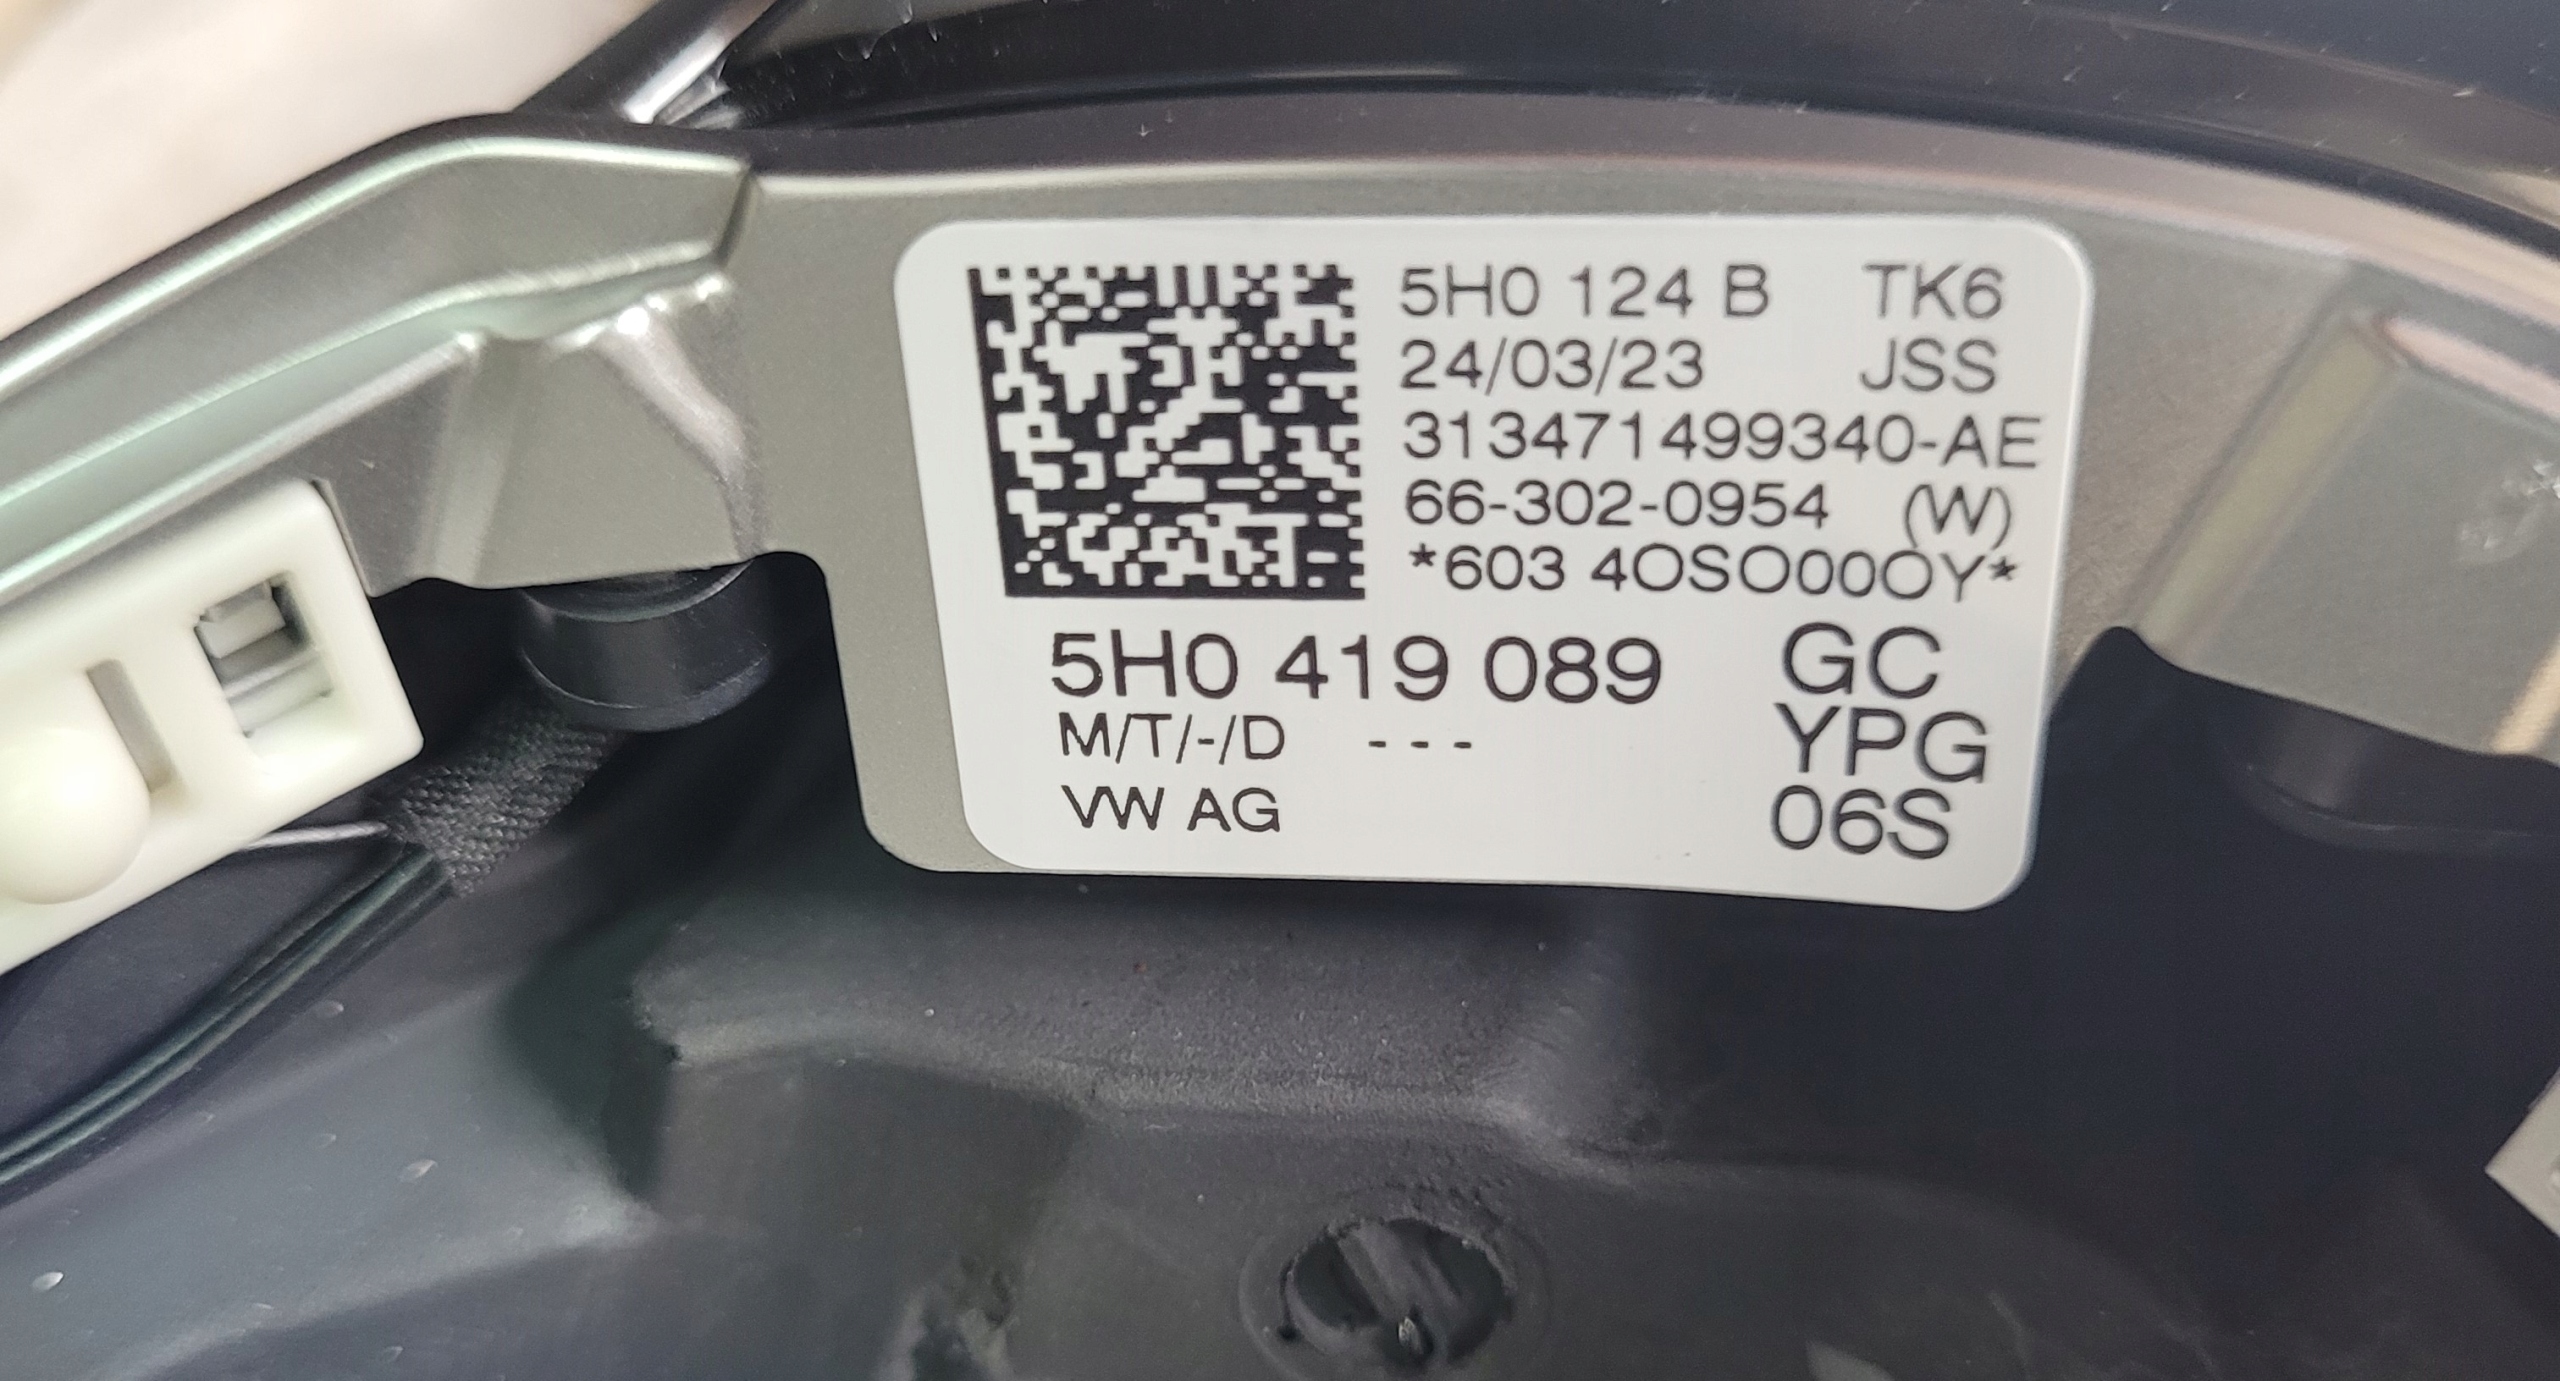 5H0 124 B TK6
24/03/23 JSS
313471499340-AE
66-302-0954 (W)
*603 4OSO00OY*
5H0 419 089 GC
M/T/-/D --- YPG
VW AG 06S